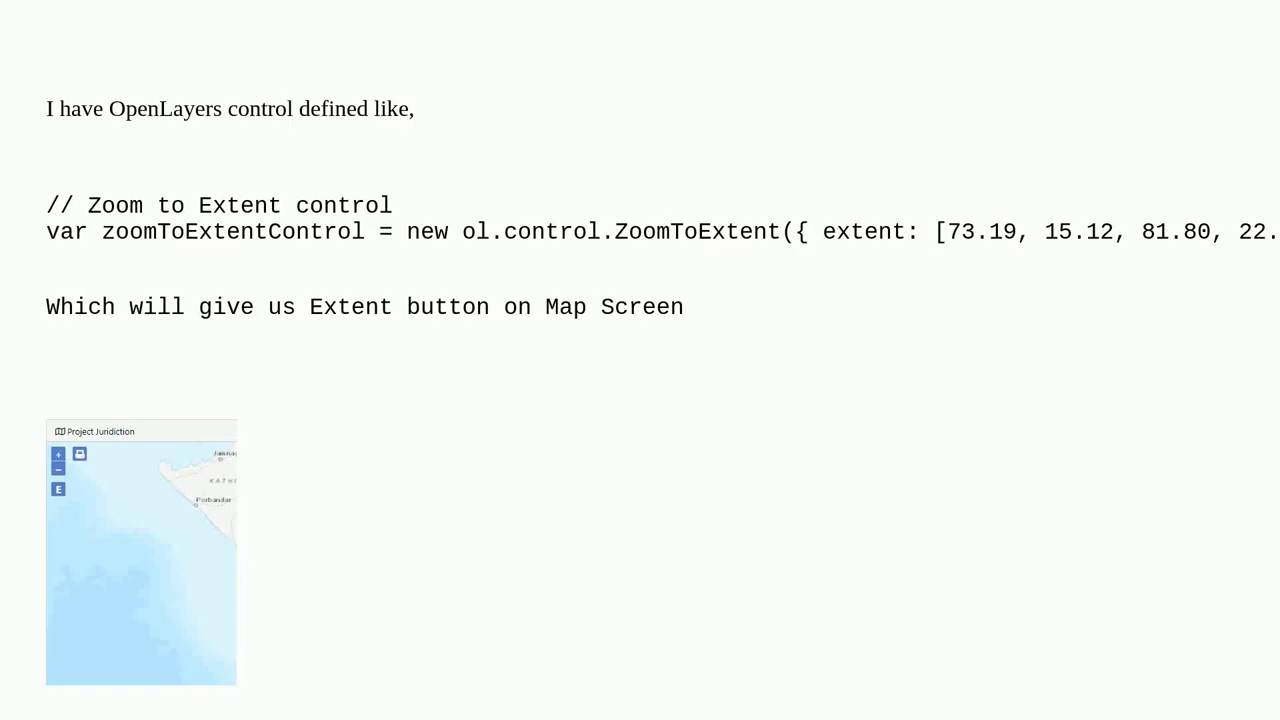 I have OpenLayers control defined like,
// Zoom to Extent control
var zoomToExtentControl = new ol.control.ZoomToExtent({ extent: [73.19, 15.12, 81.80, 22.
Which will give us Extent button on Map Screen
Project Juridiction
+
−
E
Porbandar